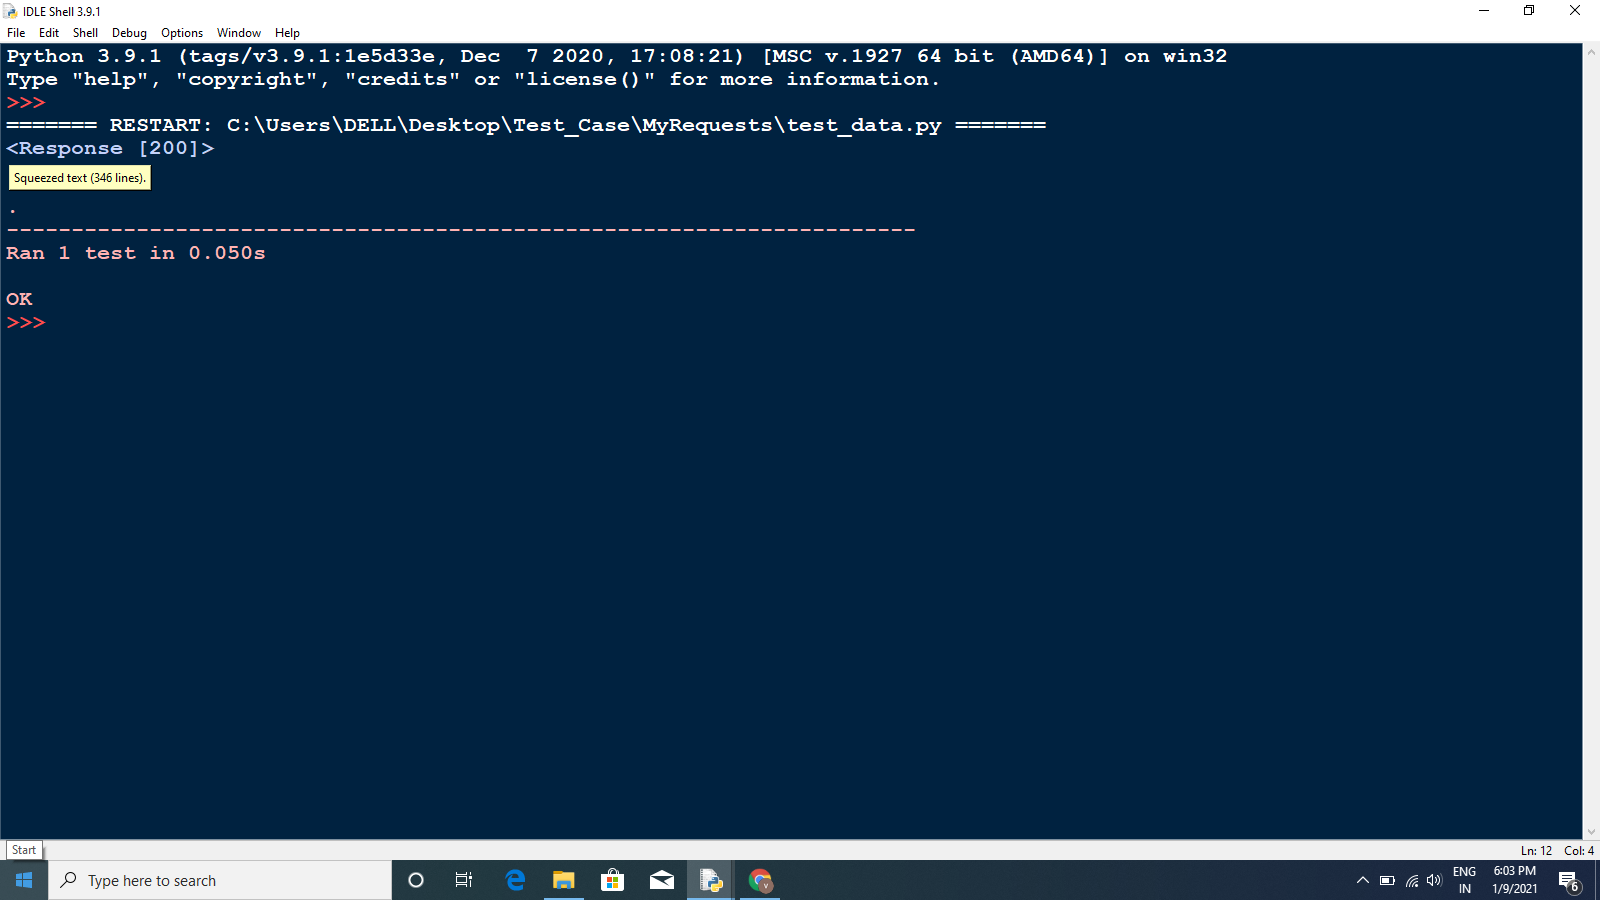 IDLE Shell 3.9.1
File Edit Shell Debug Options Window Help
Python 3.9.1 (tags/v3.9.1:1e5d33e, Dec  7 2020, 17:08:21) [MSC v.1927 64 bit (AMD64)] on win32
Type "help", "copyright", "credits" or "license()" for more information.
>>>
======= RESTART: C:\Users\DELL\Desktop\Test_Case\MyRequests\test_data.py =======
<Response [200]>
Squeezed text (346 lines).
.
----------------------------------------------------------------------
Ran 1 test in 0.050s
OK
>>>
Ln: 12 Col: 4
Start
Type here to search
v
ENG
IN
6:03 PM
1/9/2021
6